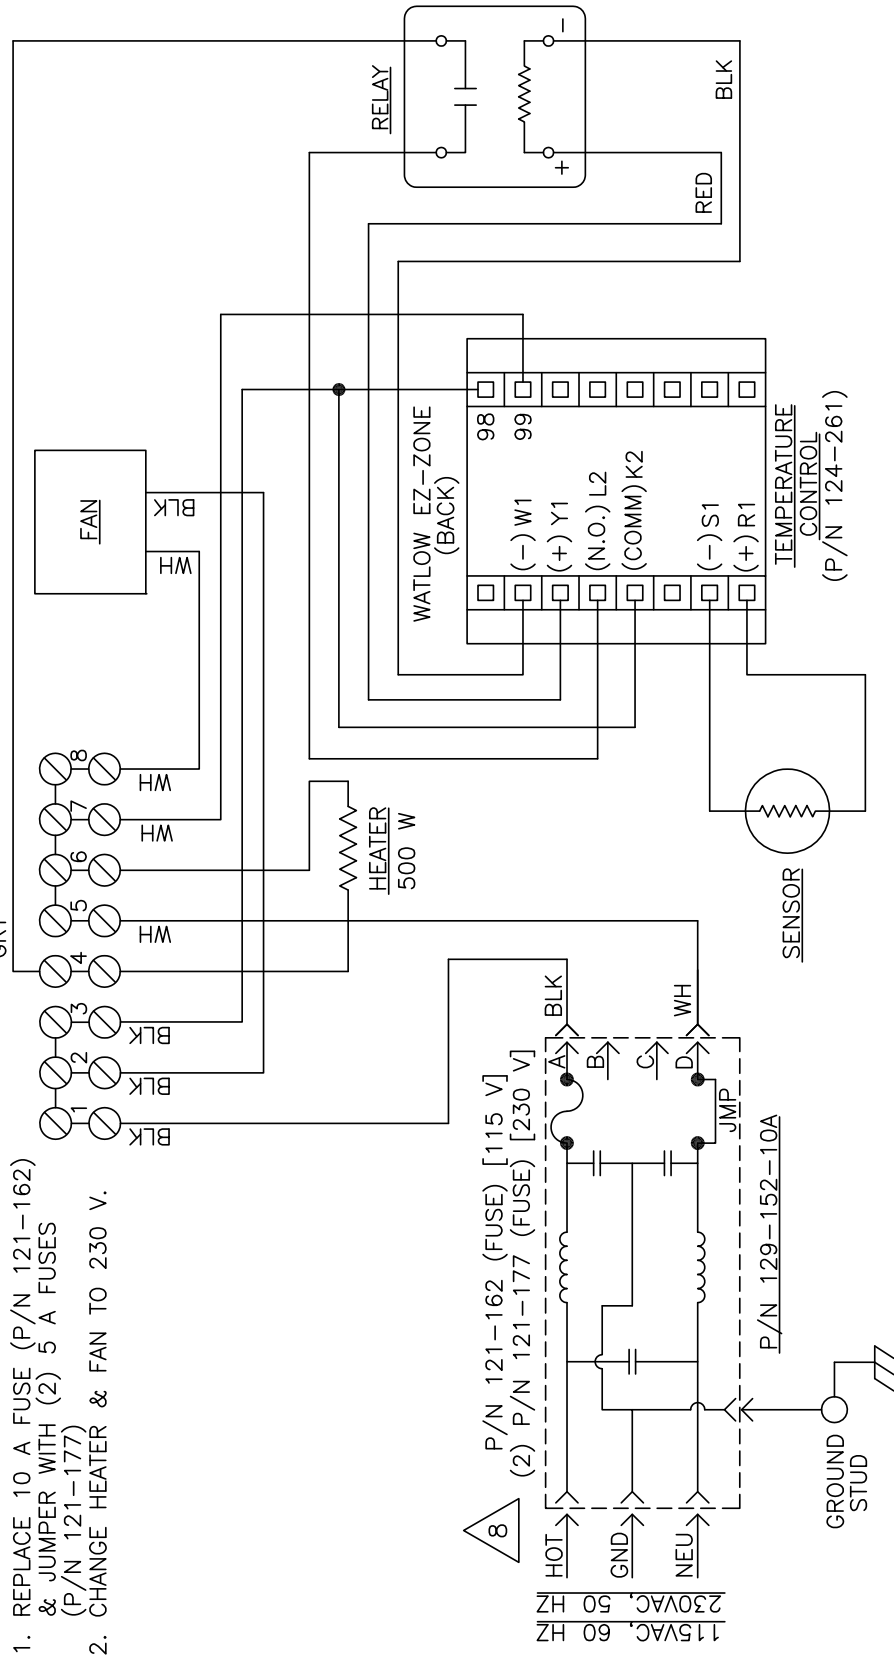 1. REPLACE 10 A FUSE (P/N 121-162)
& JUMPER WITH (2) 5 A FUSES
(P/N 121-177)
2. CHANGE HEATER & FAN TO 230 V.
1
2
3
4
5
6
7
8
BLK
BLK
BLK
WH
WH
WH
FAN
WH
BLK
RELAY
+
-
RED
BLK
HEATER
500 W
WATLOW EZ-ZONE
(BACK)
98
99
(-)W1
(+)Y1
(N.O.)L2
(COMM)K2
(-)S1
(+)R1
TEMPERATURE
CONTROL
(P/N 124-261)
SENSOR
P/N 121-162 (FUSE) [115 V]
(2) P/N 121-177 (FUSE) [230 V]
8
BLK
A
B
C
D
WH
JMP
P/N 129-152-10A
HOT
GND
NEU
230VAC, 50 HZ
115VAC, 60 HZ
GROUND
STUD